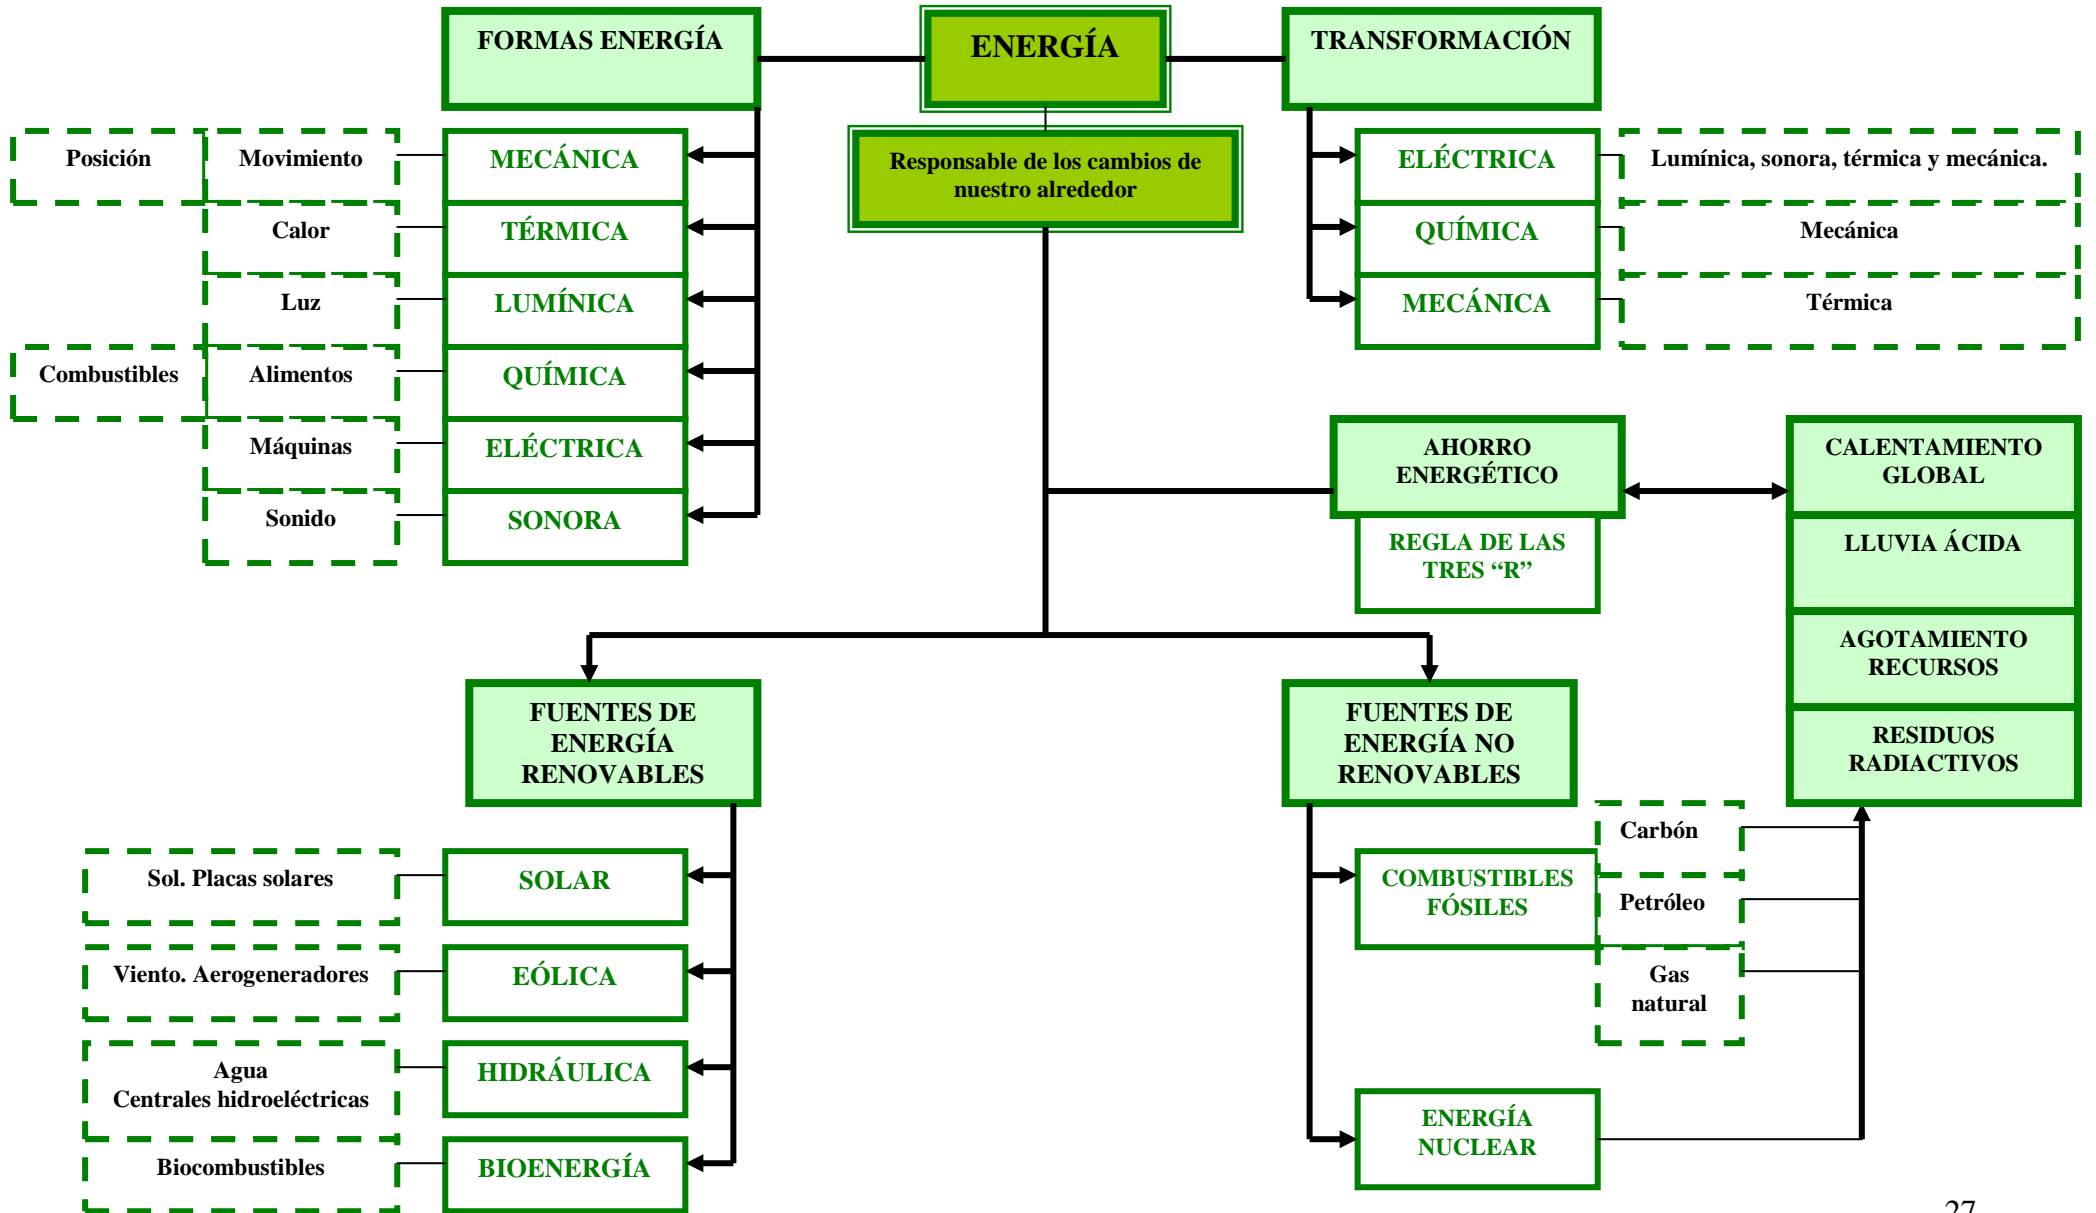 FORMAS ENERGÍA
ENERGÍA
TRANSFORMACIÓN
Responsable de los cambios de
nuestro alrededor
Posición
Movimiento
MECÁNICA
Calor
TÉRMICA
Luz
LUMÍNICA
Combustibles
Alimentos
QUÍMICA
Máquinas
ELÉCTRICA
Sonido
SONORA
ELÉCTRICA
Lumínica, sonora, térmica y mecánica.
QUÍMICA
Mecánica
MECÁNICA
Térmica
AHORRO
ENERGÉTICO
REGLA DE LAS
TRES “R”
CALENTAMIENTO
GLOBAL
LLUVIA ÁCIDA
AGOTAMIENTO
RECURSOS
RESIDUOS
RADIACTIVOS
FUENTES DE
ENERGÍA
RENOVABLES
Sol. Placas solares
SOLAR
Viento. Aerogeneradores
EÓLICA
Agua
Centrales hidroeléctricas
HIDRÁULICA
Biocombustibles
BIOENERGÍA
FUENTES DE
ENERGÍA NO
RENOVABLES
COMBUSTIBLES
FÓSILES
Carbón
Petróleo
Gas
natural
ENERGÍA
NUCLEAR
27